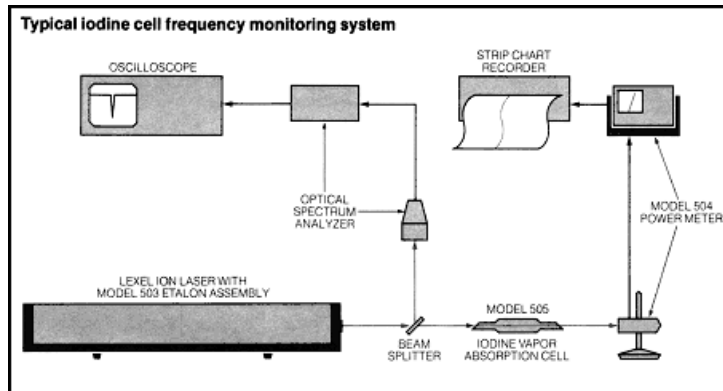 Typical iodine cell frequency monitoring system
OSCILLOSCOPE
STRIP CHART
RECORDER
OPTICAL
SPECTRUM
ANALYZER
MODEL 504
POWER METER
LEXEL ION LASER WITH
MODEL 503 ETALON ASSEMBLY
BEAM
SPLITTER
MODEL 505
IODINE VAPOR
ABSORPTION CELL